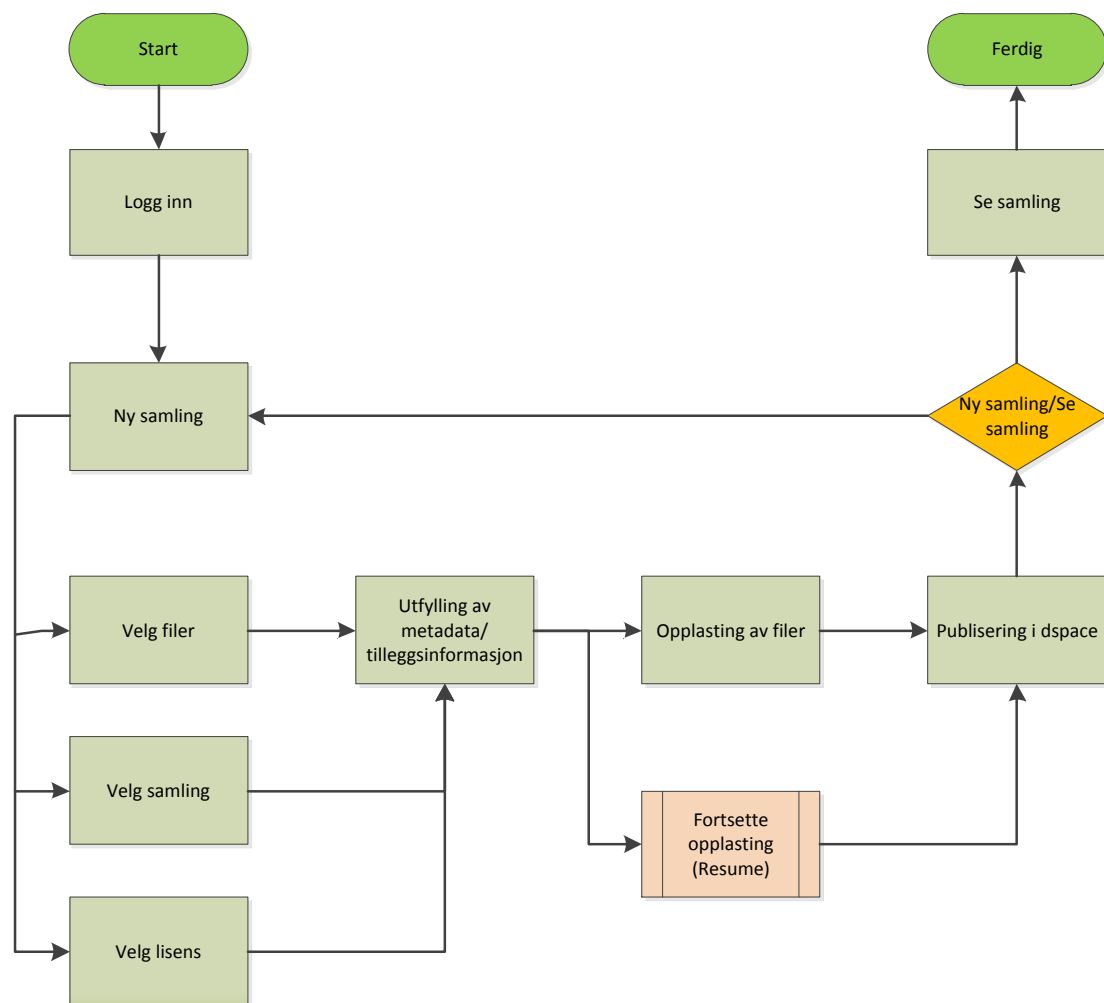 Start
Ferdig
Logg inn
Se samling
Ny samling
Ny samling/Se
samling
Velg filer
Utfylling av
metadata/
tilleggsinformasjon
Opplasting av filer
Publisering i dspace
Velg samling
Fortsette
opplasting
(Resume)
Velg lisens